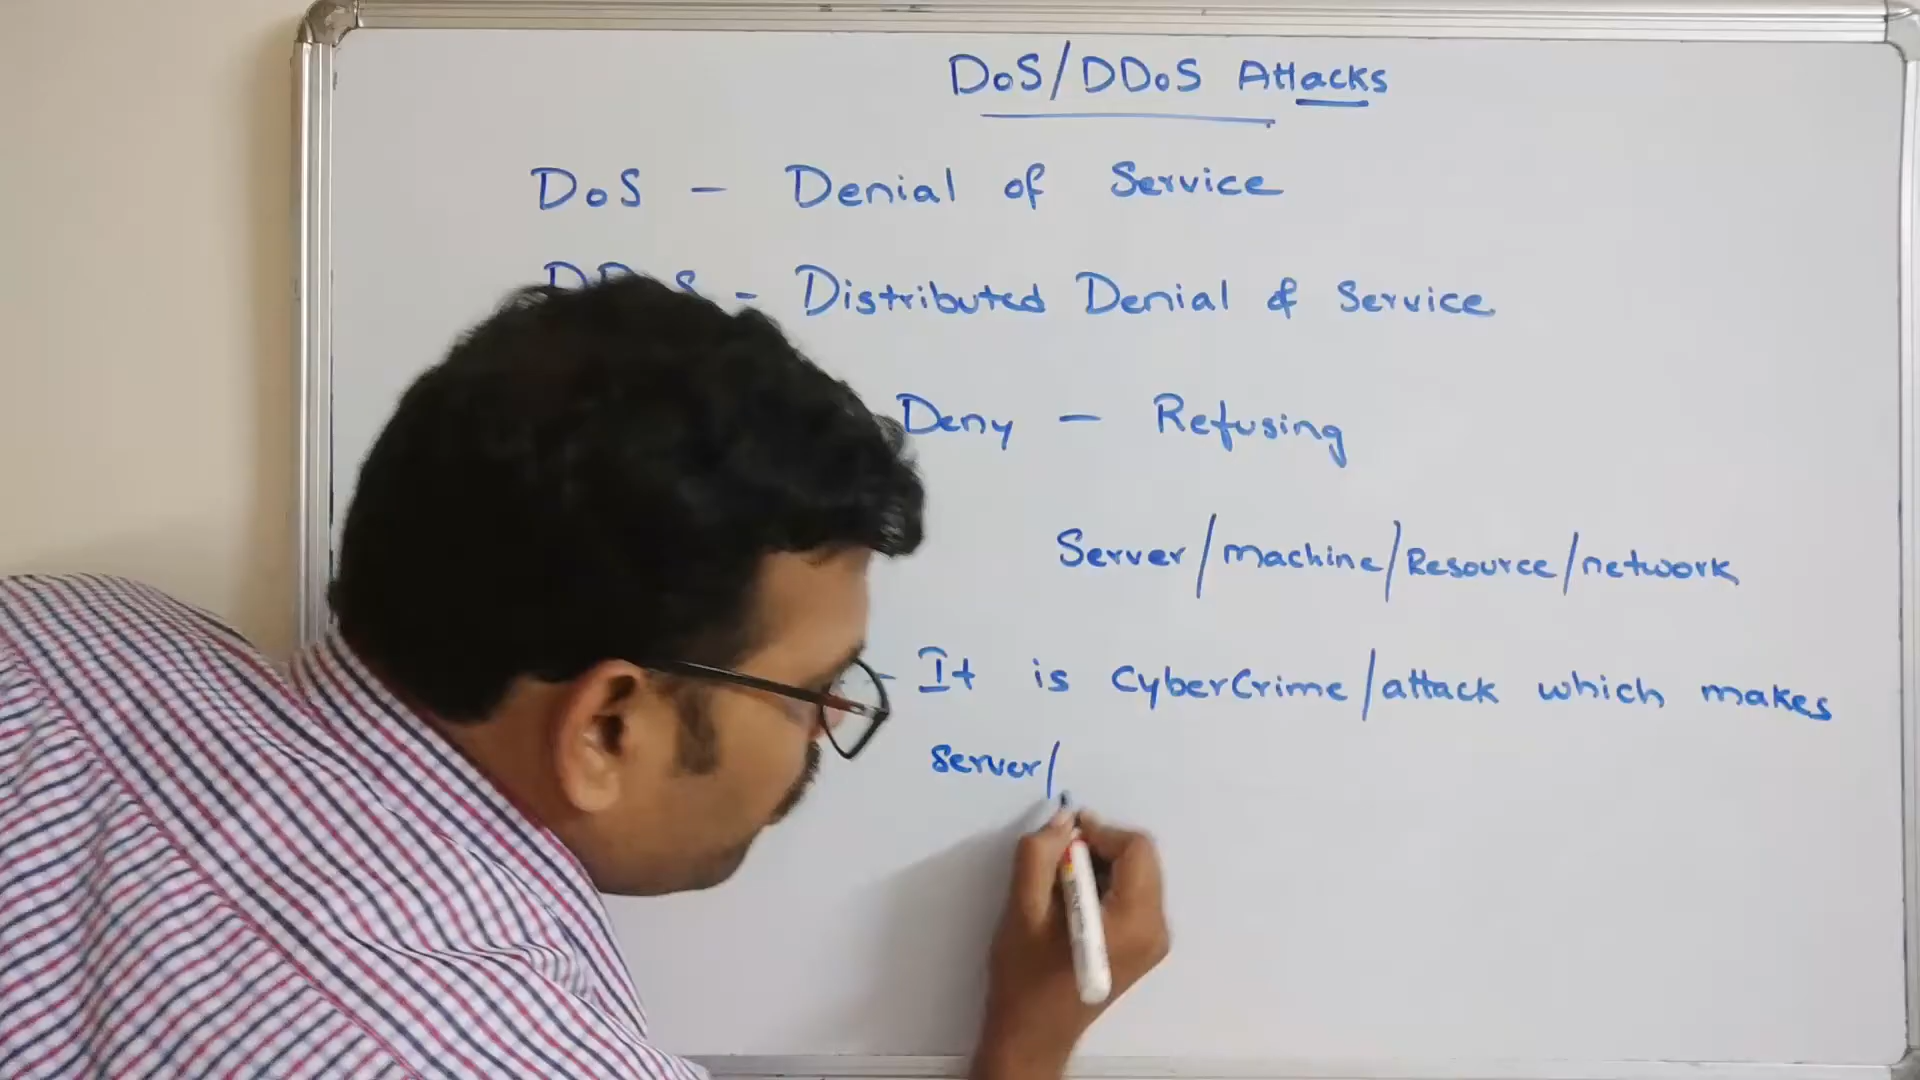 DoS/DDoS Attacks
DoS - Denial of Service
DDoS - Distributed Denial of Service
Deny - Refusing
Server/machine/Resource/network
- It is CyberCrime/attack which makes
Server/